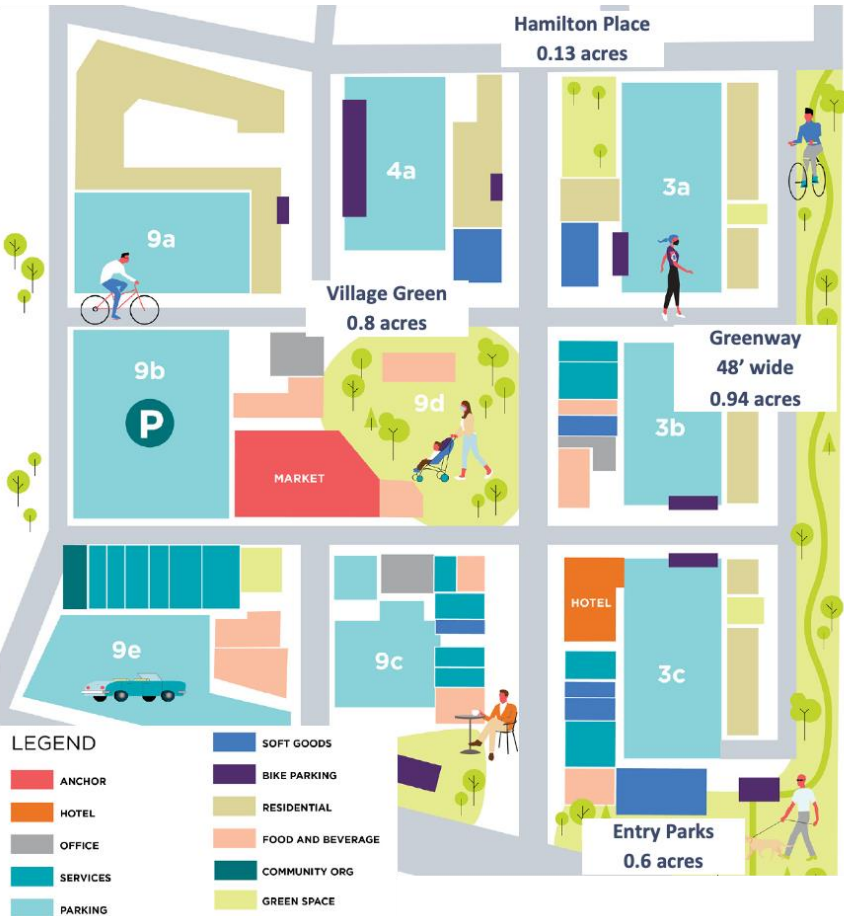 Hamilton Place
0.13 acres
4a
3a
9a
Village Green
0.8 acres
Greenway
48' wide
0.94 acres
9b
P
9d
3b
MARKET
HOTEL
9e
9c
3c
LEGEND
ANCHOR
HOTEL
OFFICE
SERVICES
PARKING
SOFT GOODS
BIKE PARKING
RESIDENTIAL
FOOD AND BEVERAGE
COMMUNITY ORG
GREEN SPACE
Entry Parks
0.6 acres